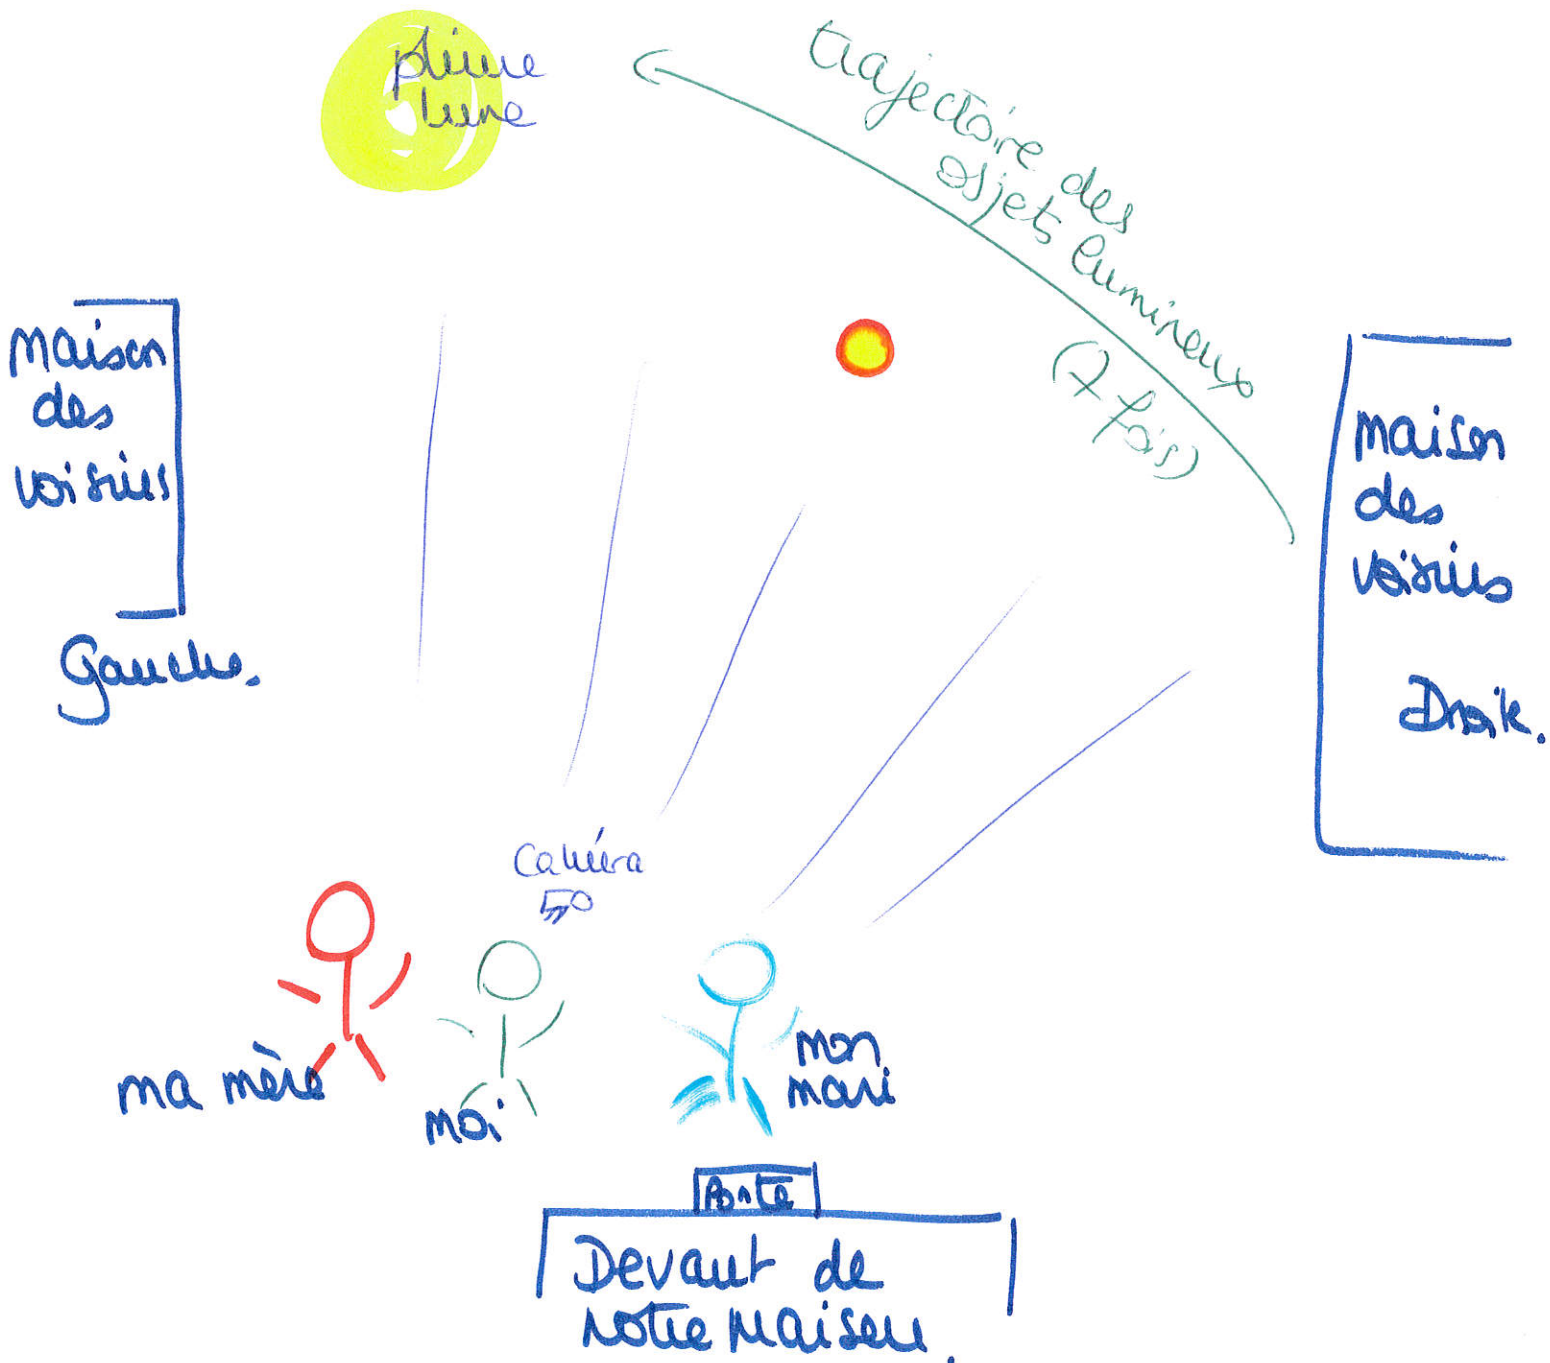 pleine
lune
trajectoire des
objets lumineux
(7 fois)
maison
des
voisins
Gauche.
maison
des
voisins
Droite.
Caméra
ma mère
moi
mon
mari
Porte
Devant de
notre maison.